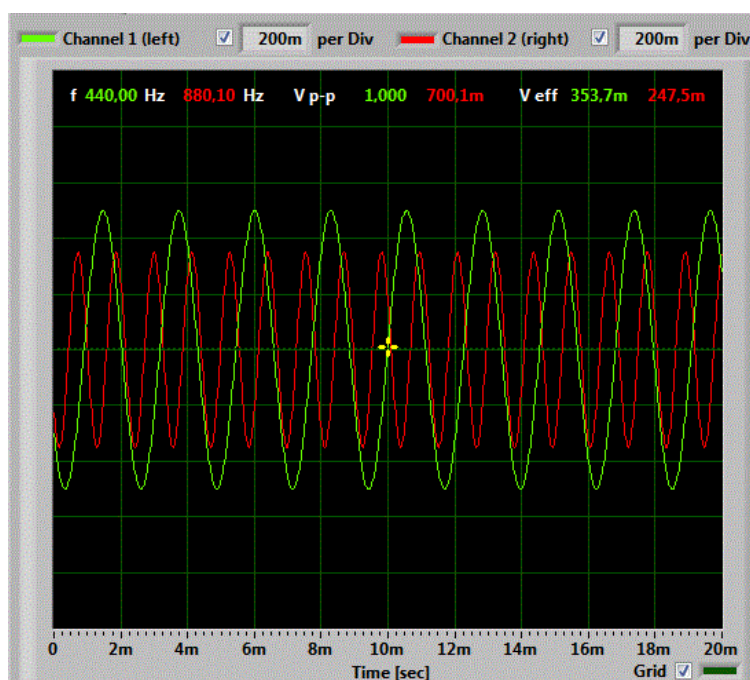 Channel 1 (left) 200m per Div Channel 2 (right) 200m per Div
f 440,00 Hz 880,10 Hz V p-p 1,000 700,1m V eff 353,7m 247,5m
0 2m 4m 6m 8m 10m 12m 14m 16m 18m 20m
Time [sec] Grid